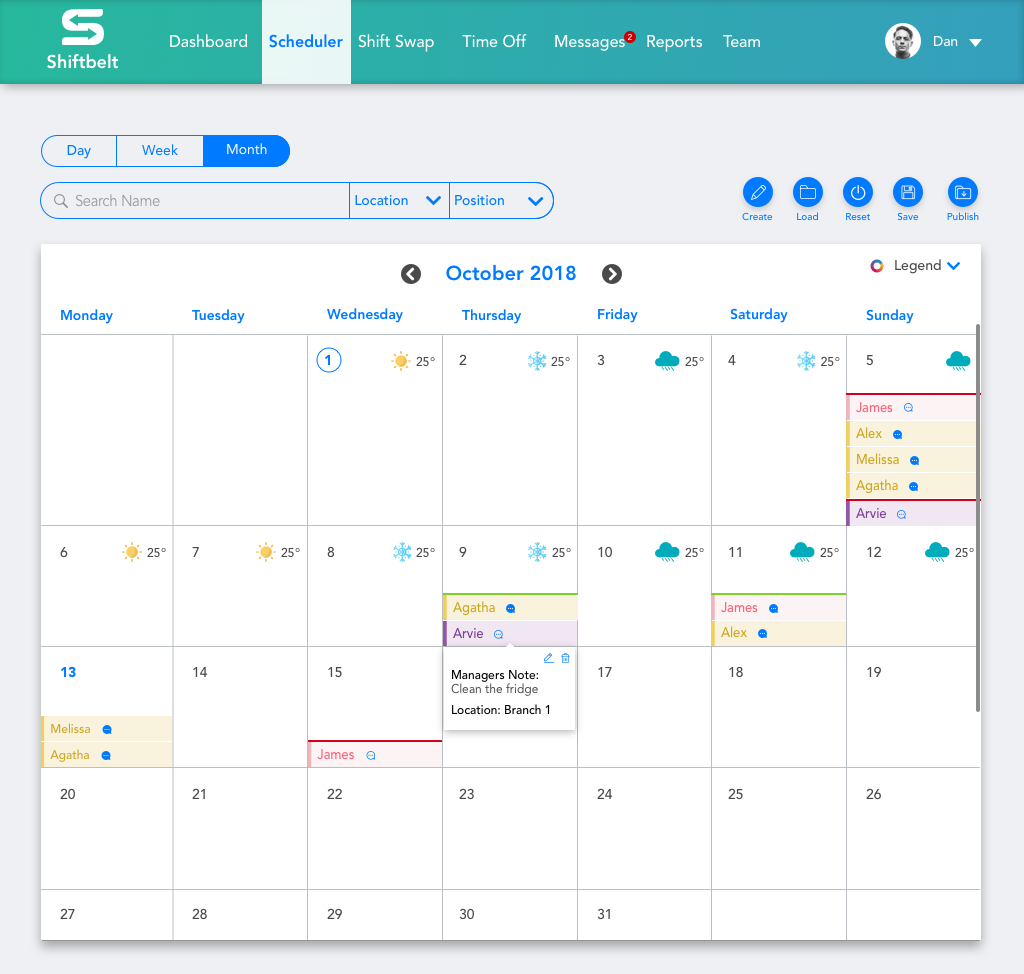 Shiftbelt
Dashboard Scheduler Shift Swap Time Off Messages 2 Reports Team Dan
Day Week Month
Search Name Location Position
Create Load Reset Save Publish
October 2018
Legend
Monday Tuesday Wednesday Thursday Friday Saturday Sunday
1 25° 2 25° 3 25° 4 25° 5
James
Alex
Melissa
Agatha
Arvie
6 25° 7 25° 8 25° 9 25° 10 25° 11 25° 12 25°
Agatha James
Arvie Alex
13 14 15 17 18 19
Managers Note:
Clean the fridge
Location: Branch 1
Melissa
Agatha James
20 21 22 23 24 25 26
27 28 29 30 31